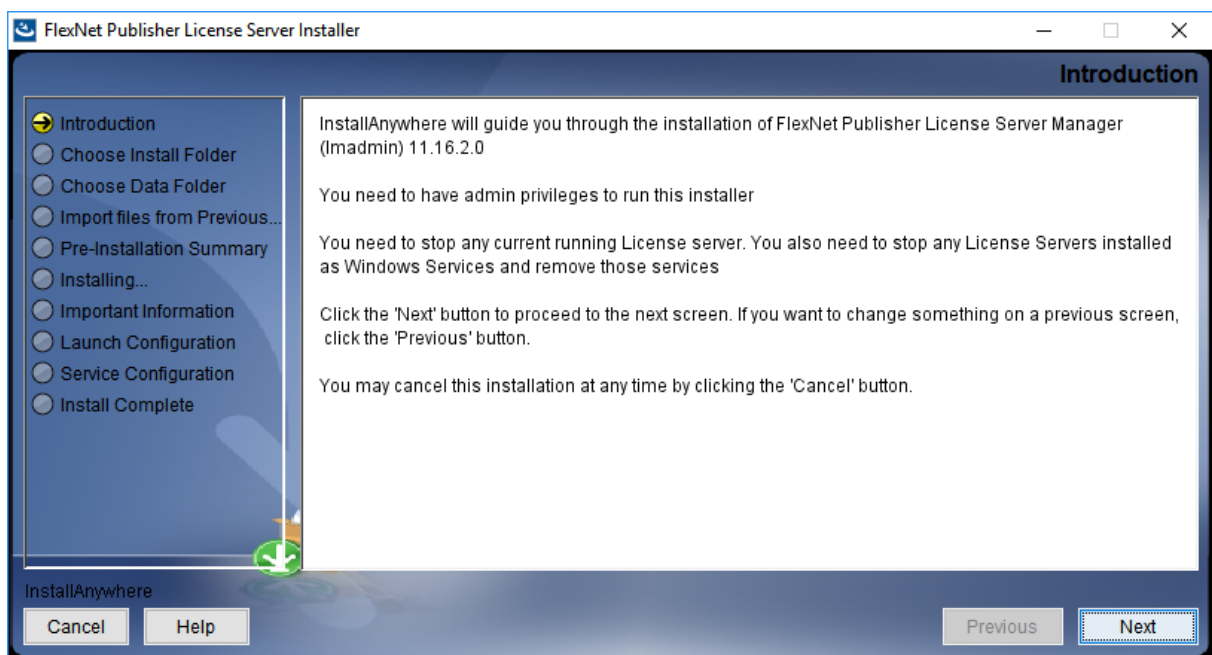 FlexNet Publisher License Server Installer
Introduction
Introduction
Choose Install Folder
Choose Data Folder
Import files from Previous...
Pre-Installation Summary
Installing...
Important Information
Launch Configuration
Service Configuration
Install Complete
InstallAnywhere will guide you through the installation of FlexNet Publisher License Server Manager
(lmadmin) 11.16.2.0
You need to have admin privileges to run this installer
You need to stop any current running License server. You also need to stop any License Servers installed
as Windows Services and remove those services
Click the 'Next' button to proceed to the next screen. If you want to change something on a previous screen,
click the 'Previous' button.
You may cancel this installation at any time by clicking the 'Cancel' button.
InstallAnywhere
Cancel
Help
Previous
Next